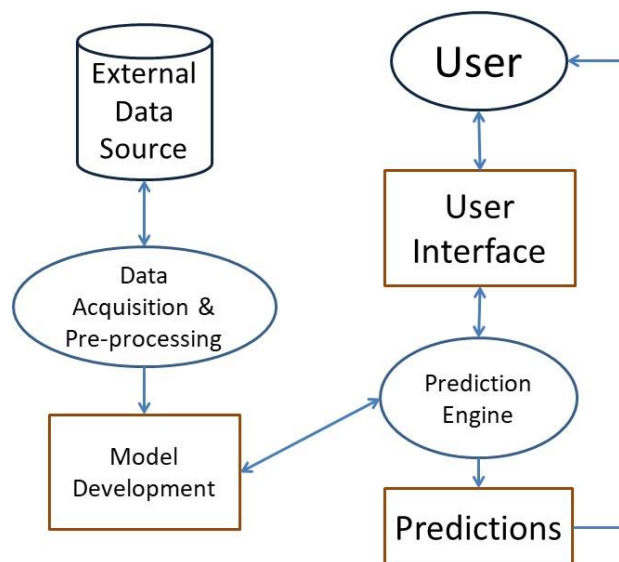 External
Data
Source
User
User
Interface
Data
Acquisition &
Pre-processing
Prediction
Engine
Model
Development
Predictions